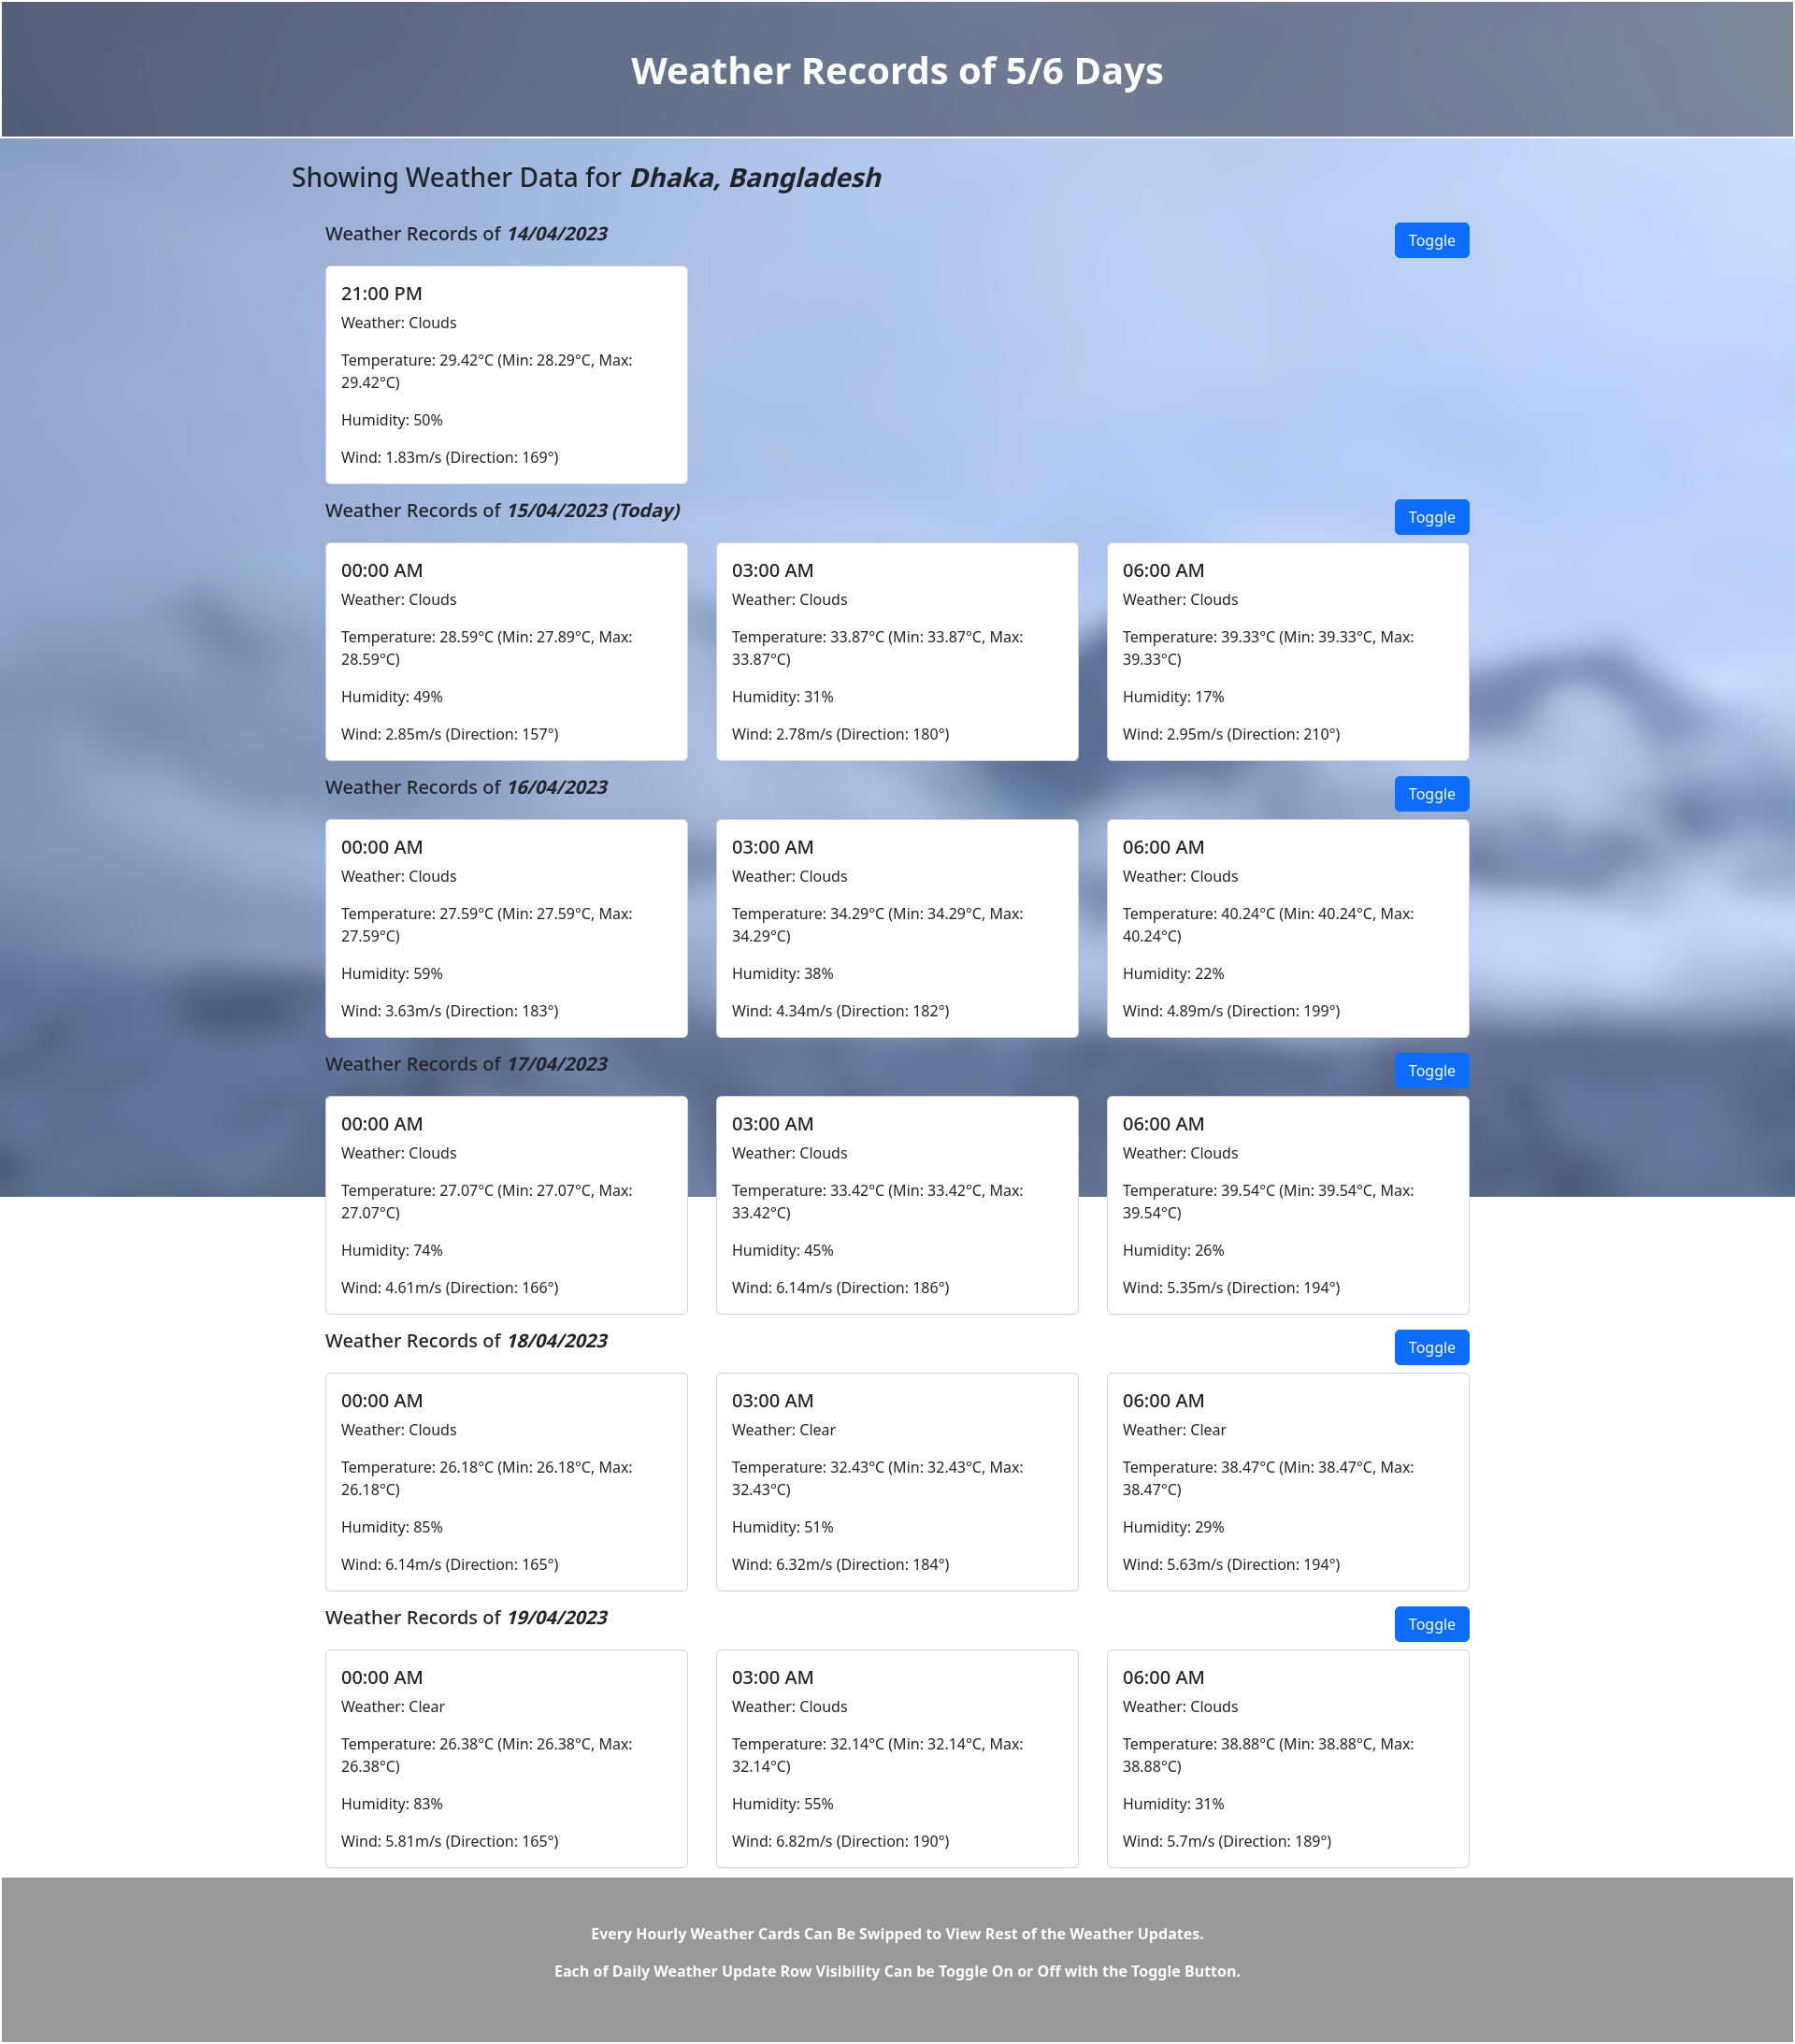 Weather Records of 5/6 Days
Showing Weather Data for Dhaka, Bangladesh
Weather Records of 14/04/2023
Toggle
21:00 PM
Weather: Clouds
Temperature: 29.42°C (Min: 28.29°C, Max:
29.42°C)
Humidity: 50%
Wind: 1.83m/s (Direction: 169°)
Weather Records of 15/04/2023 (Today)
Toggle
00:00 AM
Weather: Clouds
Temperature: 28.59°C (Min: 27.89°C, Max:
28.59°C)
Humidity: 49%
Wind: 2.85m/s (Direction: 157°)
03:00 AM
Weather: Clouds
Temperature: 33.87°C (Min: 33.87°C, Max:
33.87°C)
Humidity: 31%
Wind: 2.78m/s (Direction: 180°)
06:00 AM
Weather: Clouds
Temperature: 39.33°C (Min: 39.33°C, Max:
39.33°C)
Humidity: 17%
Wind: 2.95m/s (Direction: 210°)
Weather Records of 16/04/2023
Toggle
00:00 AM
Weather: Clouds
Temperature: 27.59°C (Min: 27.59°C, Max:
27.59°C)
Humidity: 59%
Wind: 3.63m/s (Direction: 183°)
03:00 AM
Weather: Clouds
Temperature: 34.29°C (Min: 34.29°C, Max:
34.29°C)
Humidity: 38%
Wind: 4.34m/s (Direction: 182°)
06:00 AM
Weather: Clouds
Temperature: 40.24°C (Min: 40.24°C, Max:
40.24°C)
Humidity: 22%
Wind: 4.89m/s (Direction: 199°)
Weather Records of 17/04/2023
Toggle
00:00 AM
Weather: Clouds
Temperature: 27.07°C (Min: 27.07°C, Max:
27.07°C)
Humidity: 74%
Wind: 4.61m/s (Direction: 166°)
03:00 AM
Weather: Clouds
Temperature: 33.42°C (Min: 33.42°C, Max:
33.42°C)
Humidity: 45%
Wind: 6.14m/s (Direction: 186°)
06:00 AM
Weather: Clouds
Temperature: 39.54°C (Min: 39.54°C, Max:
39.54°C)
Humidity: 26%
Wind: 5.35m/s (Direction: 194°)
Weather Records of 18/04/2023
Toggle
00:00 AM
Weather: Clouds
Temperature: 26.18°C (Min: 26.18°C, Max:
26.18°C)
Humidity: 85%
Wind: 6.14m/s (Direction: 165°)
03:00 AM
Weather: Clear
Temperature: 32.43°C (Min: 32.43°C, Max:
32.43°C)
Humidity: 51%
Wind: 6.32m/s (Direction: 184°)
06:00 AM
Weather: Clear
Temperature: 38.47°C (Min: 38.47°C, Max:
38.47°C)
Humidity: 29%
Wind: 5.63m/s (Direction: 194°)
Weather Records of 19/04/2023
Toggle
00:00 AM
Weather: Clear
Temperature: 26.38°C (Min: 26.38°C, Max:
26.38°C)
Humidity: 83%
Wind: 5.81m/s (Direction: 165°)
03:00 AM
Weather: Clouds
Temperature: 32.14°C (Min: 32.14°C, Max:
32.14°C)
Humidity: 55%
Wind: 6.82m/s (Direction: 190°)
06:00 AM
Weather: Clouds
Temperature: 38.88°C (Min: 38.88°C, Max:
38.88°C)
Humidity: 31%
Wind: 5.7m/s (Direction: 189°)
Every Hourly Weather Cards Can Be Swipped to View Rest of the Weather Updates.
Each of Daily Weather Update Row Visibility Can be Toggle On or Off with the Toggle Button.